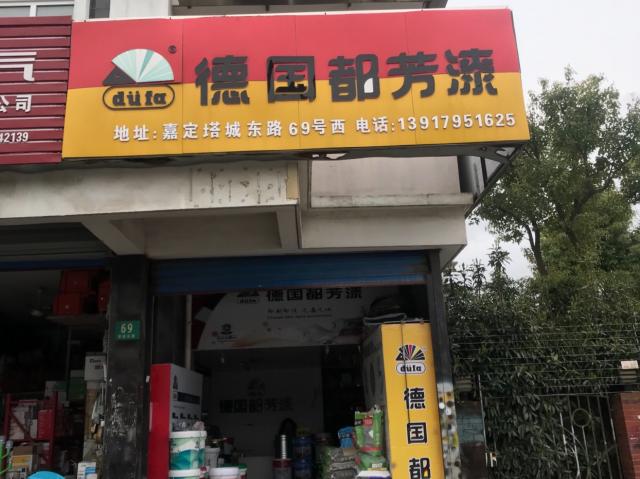 气
公司
42139
düfa
®
德国都芳漆
地址:嘉定塔城东路69号西 电话:13917951625
德国都芳漆
69
德国都芳漆
düfa
德国都